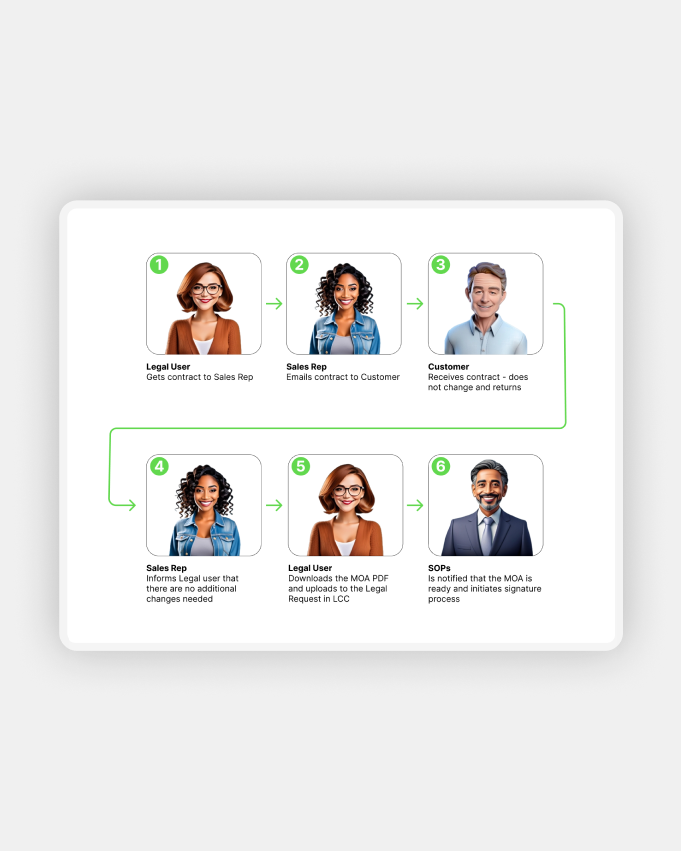 1
2
3
Legal User
Gets contract to Sales Rep
Sales Rep
Emails contract to Customer
Customer
Receives contract - does
not change and returns
4
5
6
Sales Rep
Informs Legal user that
there are no additional
changes needed
Legal User
Downloads the MOA PDF
and uploads to the Legal
Request in LCC
SOPs
Is notified that the MOA is
ready and initiates signature
process